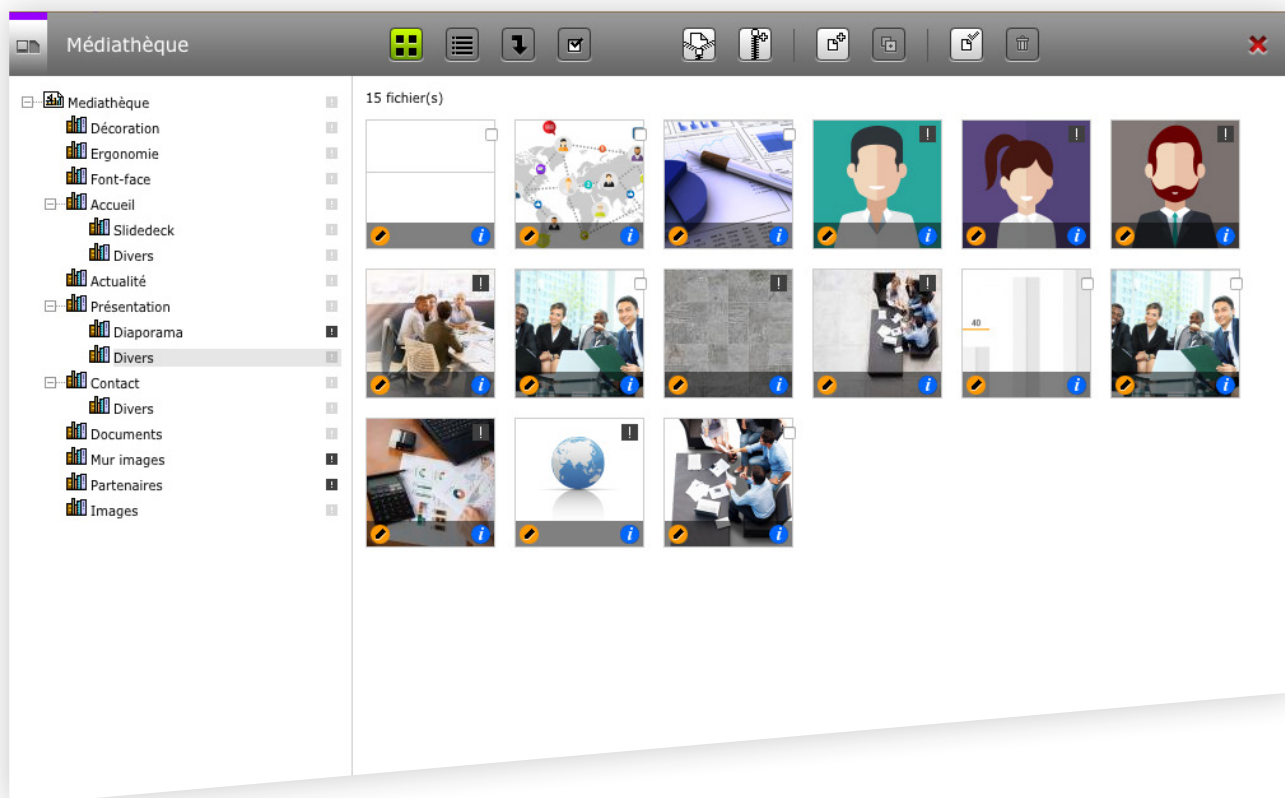 Médiathèque
Mediathèque
Décoration
Ergonomie
Font-face
Accueil
Slidedeck
Divers
Actualité
Présentation
Diaporama
Divers
Contact
Divers
Documents
Mur images
Partenaires
Images
15 fichier(s)
40